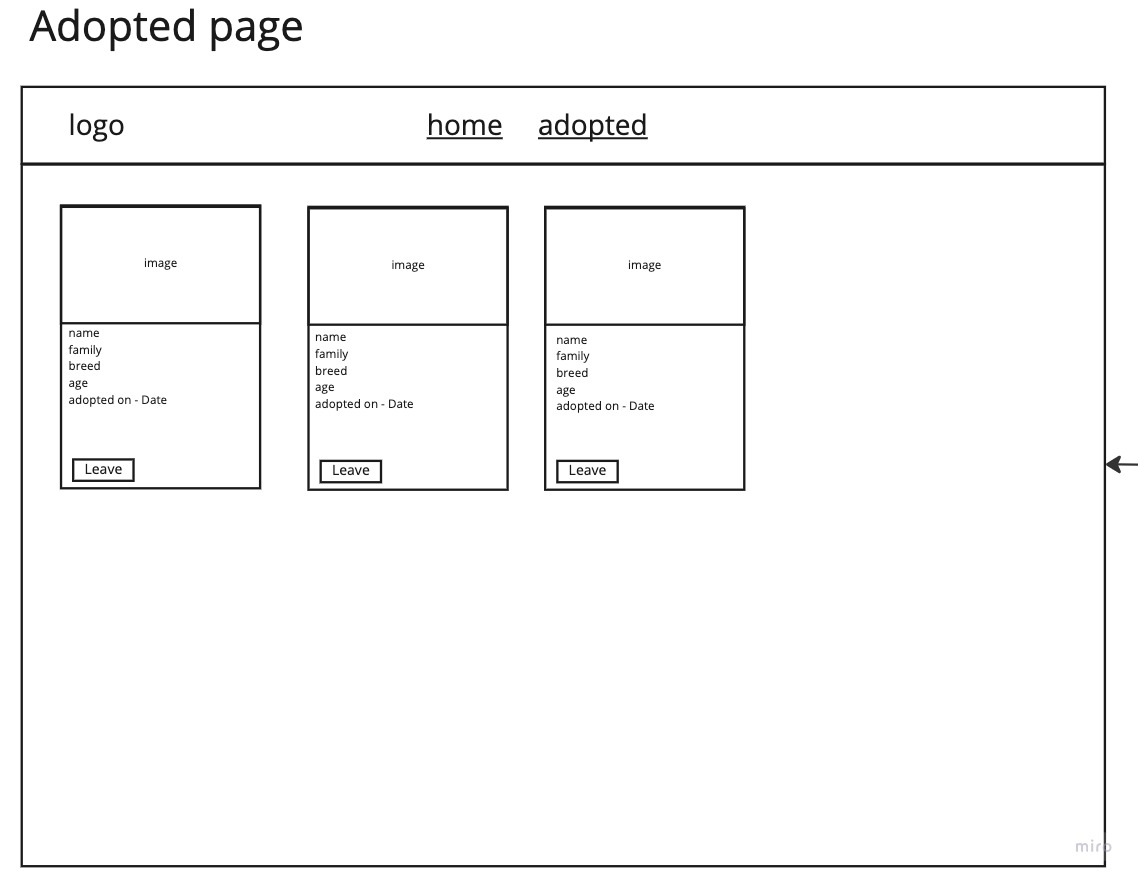 Adopted page
logo
home
adopted
image
name
family
breed
age
adopted on - Date
Leave
image
name
family
breed
age
adopted on - Date
Leave
image
name
family
breed
age
adopted on - Date
Leave
miro